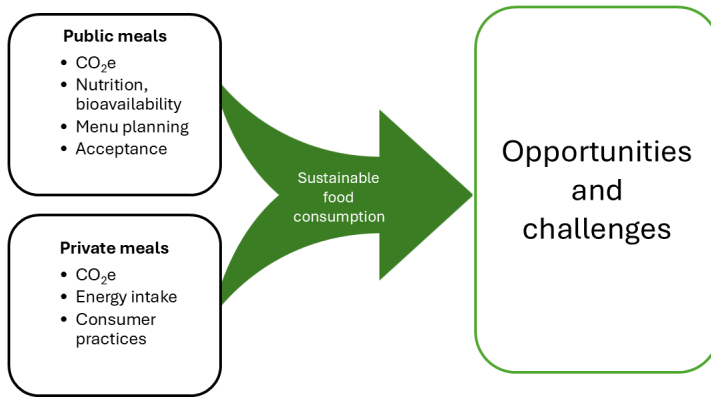 Public meals
• CO₂e
• Nutrition,
bioavailability
• Menu planning
• Acceptance
Private meals
• CO₂e
• Energy intake
• Consumer
practices
Sustainable
food
consumption
Opportunities
and
challenges